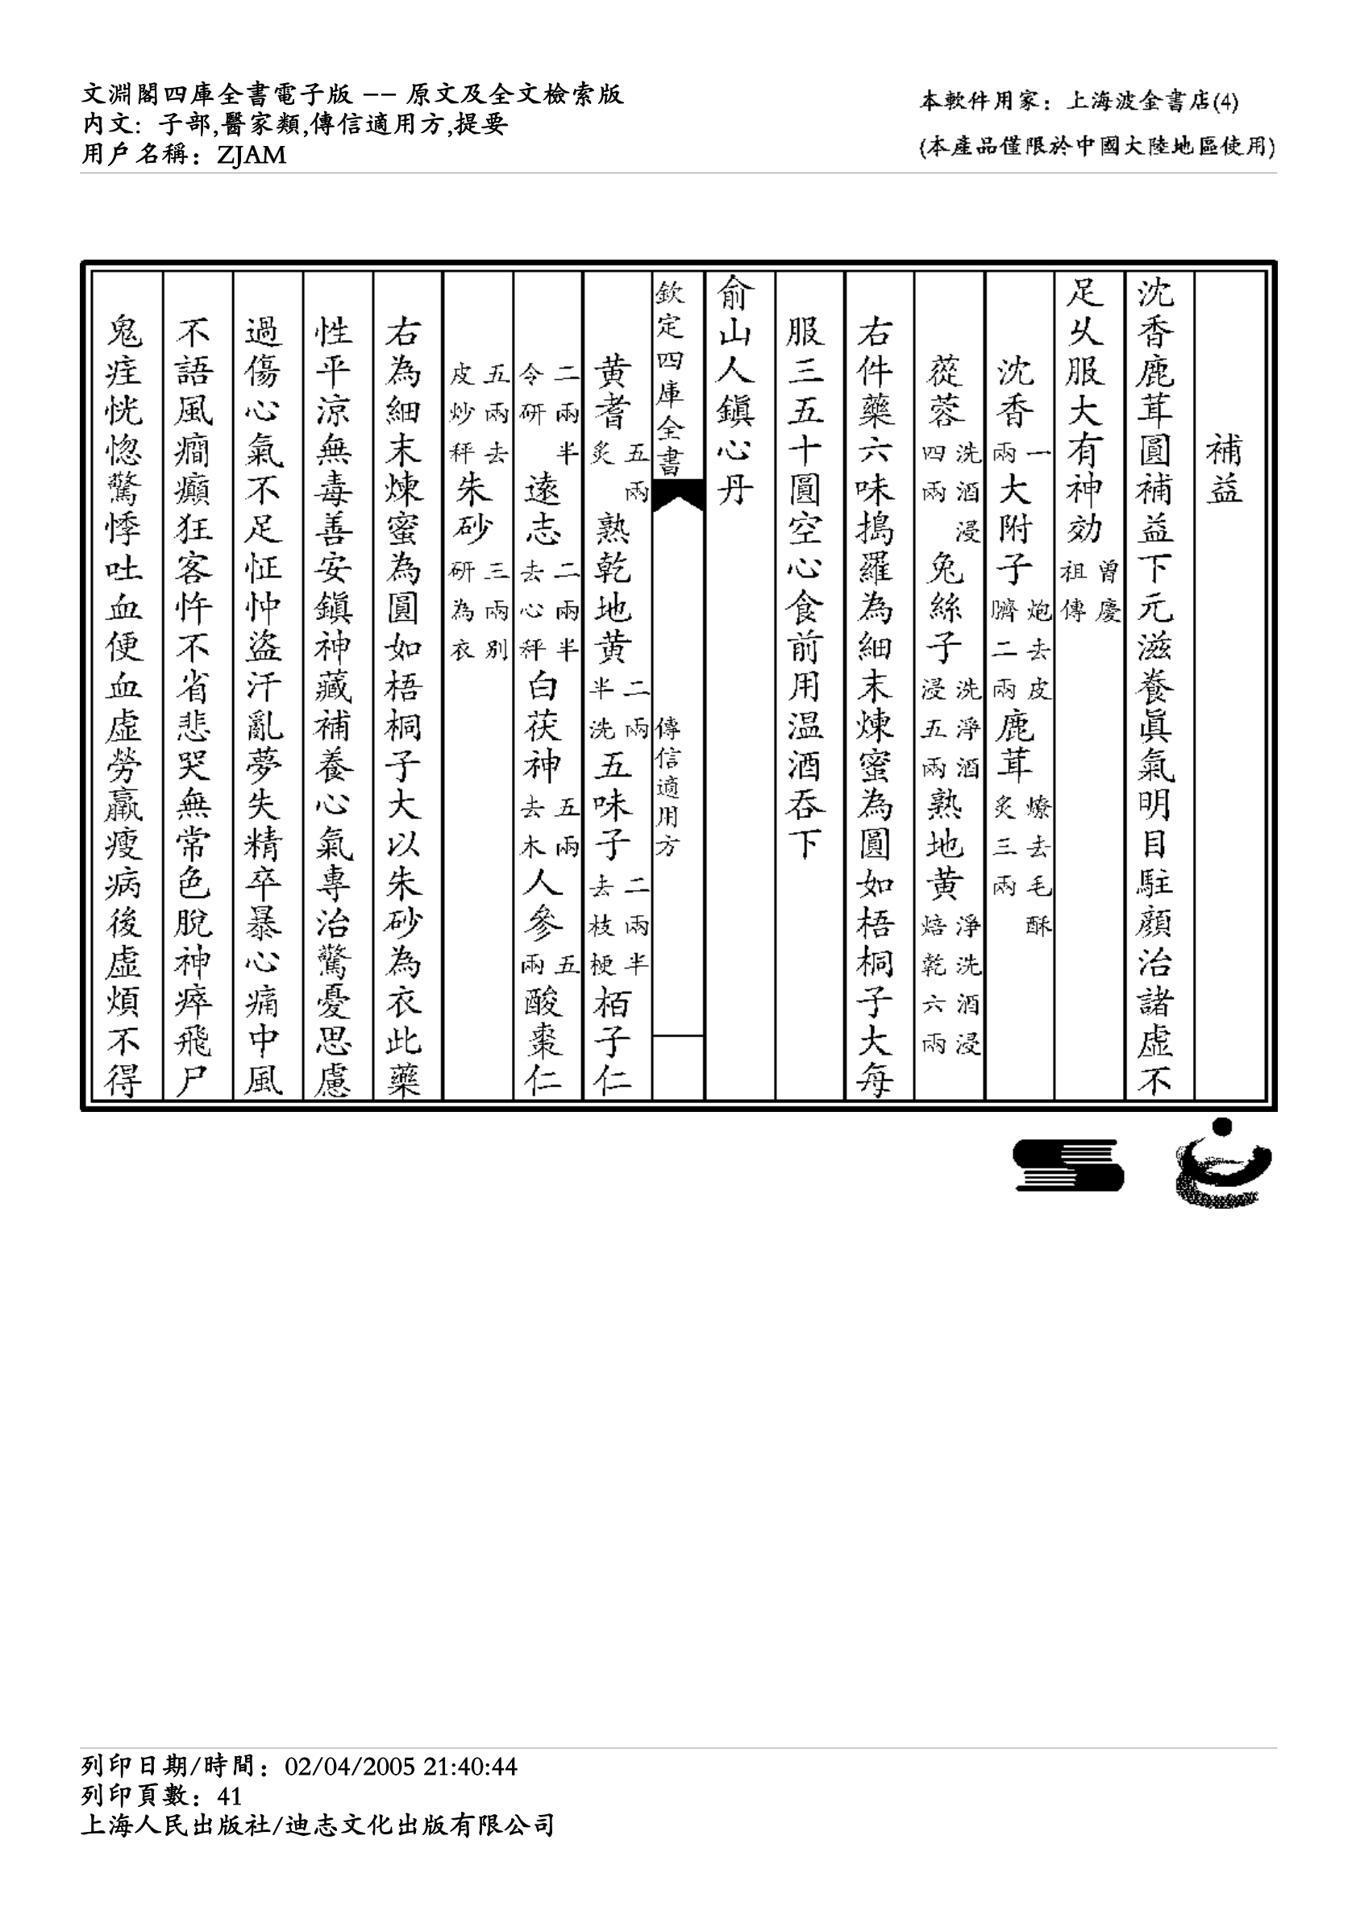 文淵閣四庫全書電子版 -- 原文及全文檢索版
內文: 子部,醫家類,傳信適用方,提要
用戶名稱: ZJAM
本軟件用家: 上海波金書店(4)
(本產品僅限於中國大陸地區使用)
補益
沈香鹿茸圓補益下元滋養真氣明目駐顏治諸虛不
足久服大有神効曾慶祖傳
沈香一兩大附子炮去皮臍二兩鹿茸燎去毛酥炙三兩
蓯蓉洗酒浸四兩兔絲子洗淨酒浸五兩熟地黃淨洗酒浸焙乾六兩
右件藥六味搗羅為細末煉蜜為圓如梧桐子大每
服三五十圓空心食前用温酒吞下
俞山人鎮心丹
欽定四庫全書 傳信適用方
黃耆五兩炙熟乾地黃二兩半洗五味子二兩半去枝梗栢子仁
二兩半令研遠志二兩半去心秤白茯神五兩去木人參五兩酸棗仁
五兩去皮炒秤朱砂三兩別研為衣
右為細末煉蜜為圓如梧桐子大以朱砂為衣此藥
性平涼無毒善安鎮神藏補養心氣專治驚憂思慮
過傷心氣不足怔忡盜汗亂夢失精卒暴心痛中風
不語風癎癲狂客忤不省悲哭無常色脫神瘁飛尸
鬼疰恍惚驚悸吐血便血虛勞羸瘦病後虛煩不得
列印日期/時間: 02/04/2005 21:40:44
列印頁數: 41
上海人民出版社/迪志文化出版有限公司